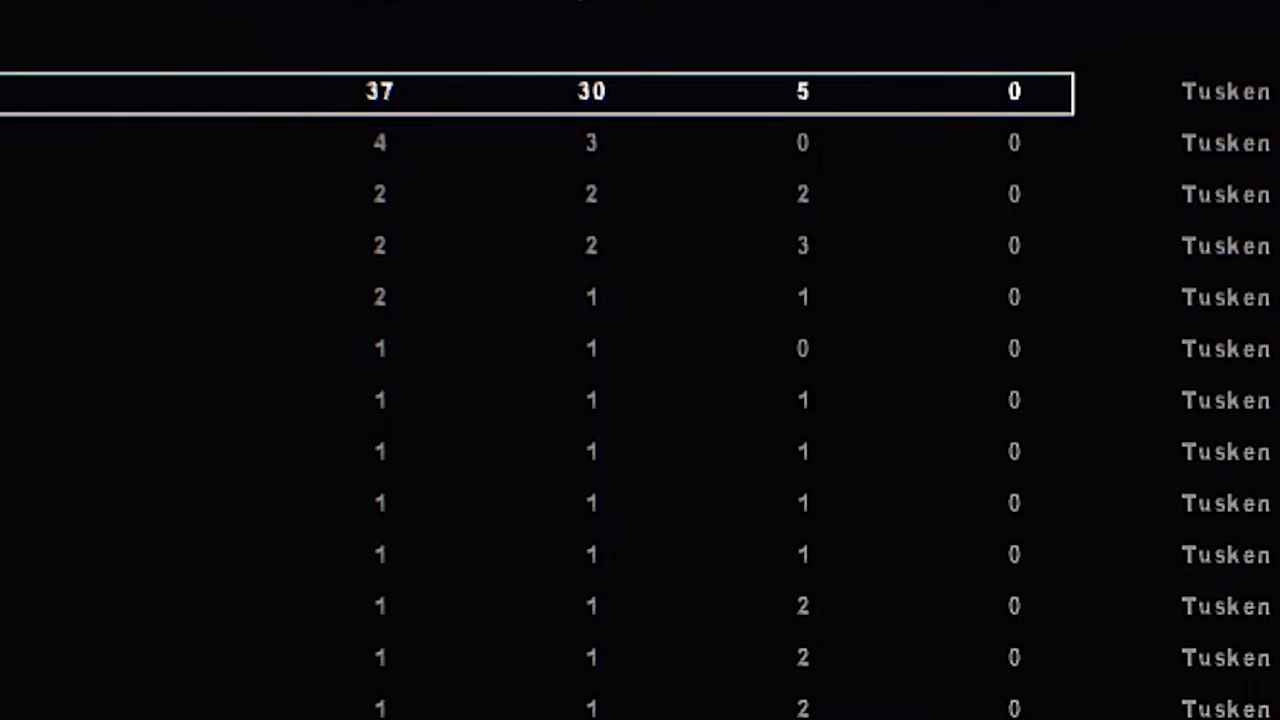 37 30 5 0 Tusken
4 3 0 0 Tusken
2 2 2 0 Tusken
2 2 3 0 Tusken
2 1 1 0 Tusken
1 1 0 0 Tusken
1 1 1 0 Tusken
1 1 1 0 Tusken
1 1 1 0 Tusken
1 1 1 0 Tusken
1 1 2 0 Tusken
1 1 2 0 Tusken
1 1 2 0 Tusken